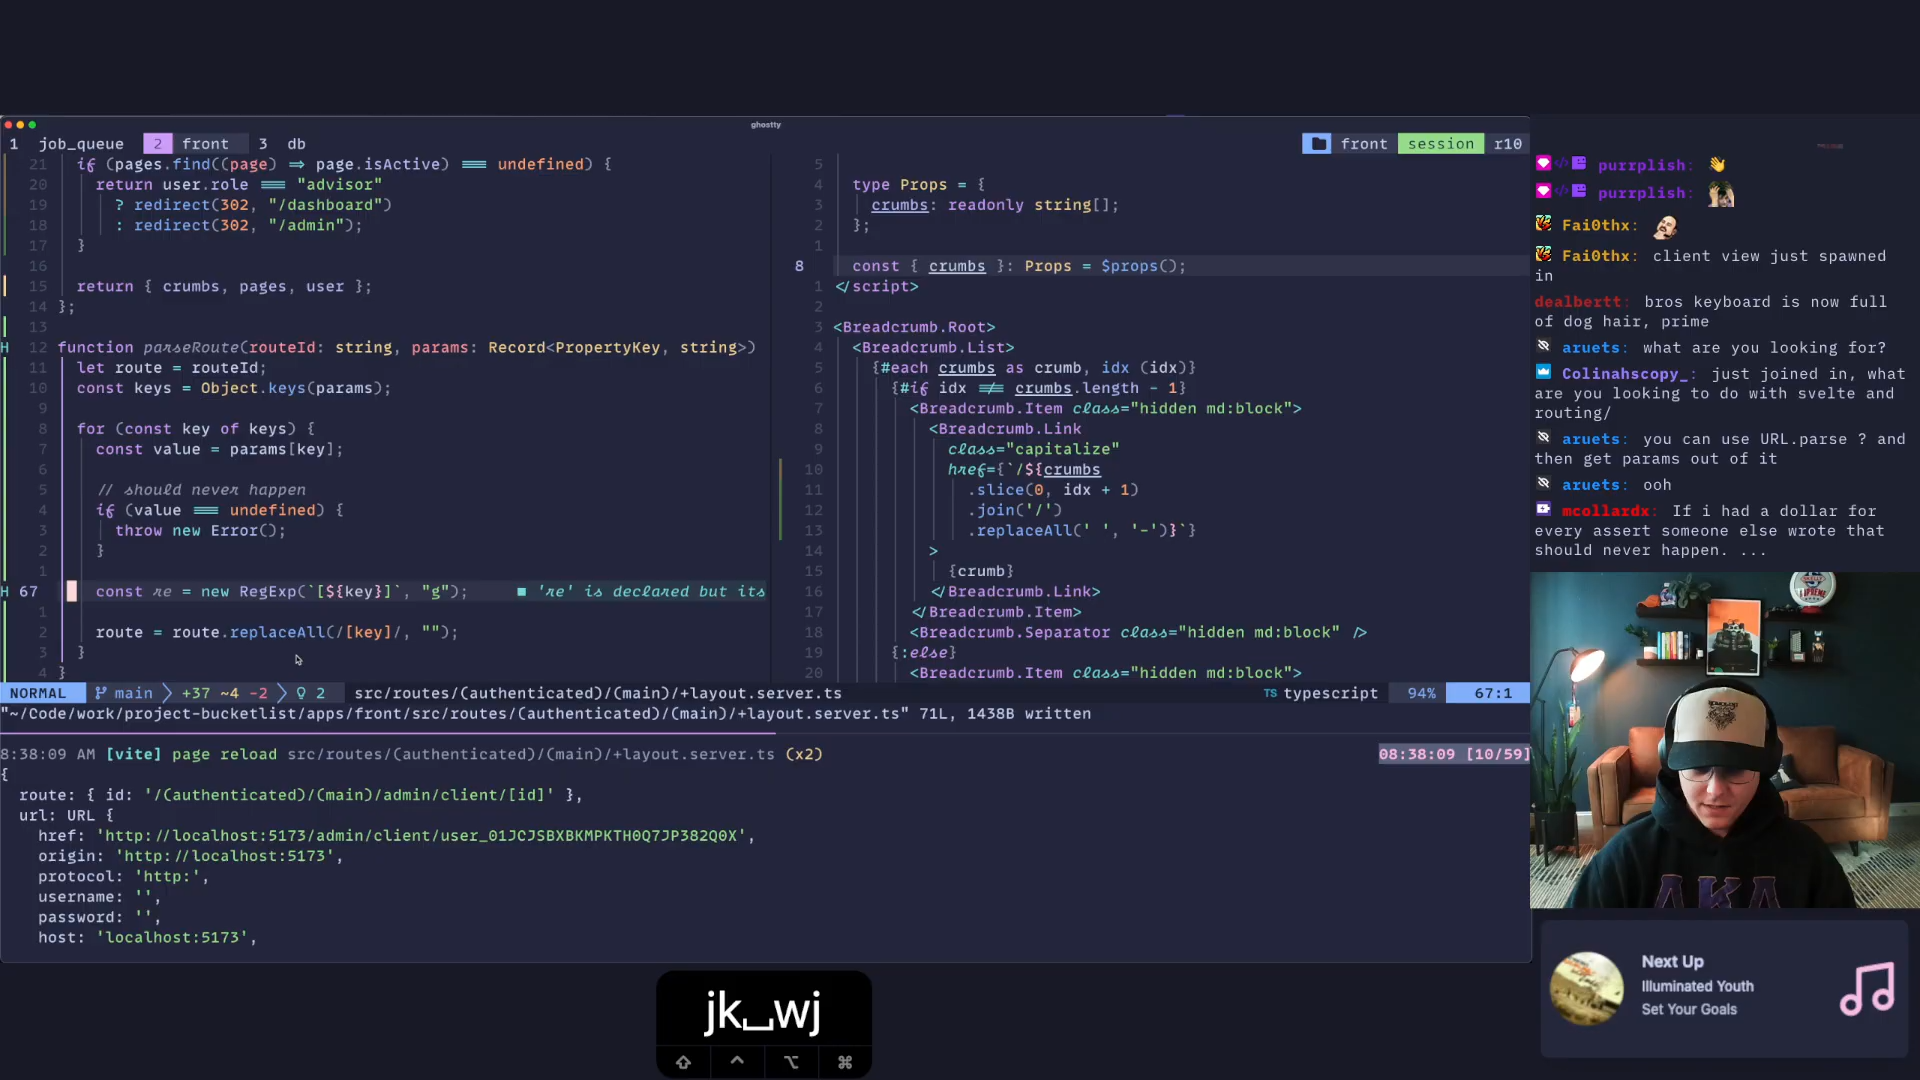 ghostty
1 job_queue 2 front 3 db
front session r10
21 if (pages.find((page) => page.isActive) === undefined) {
20 return user.role === "advisor"
19 ? redirect(302, "/dashboard")
18 : redirect(302, "/admin");
17 }
16
15 return { crumbs, pages, user };
14 };
13
H 12 function parseRoute(routeId: string, params: Record<PropertyKey, string>)
11 let route = routeId;
10 const keys = Object.keys(params);
9
8 for (const key of keys) {
7 const value = params[key];
6
5 // should never happen
4 if (value === undefined) {
3 throw new Error();
2 }
1
H 67 const re = new RegExp(`[${key}]`, "g"); ■ 're' is declared but its
1
2 route = route.replaceAll(/[key]/, "");
3 }
4 }
5
4 type Props = {
3 crumbs: readonly string[];
2 };
1
8 const { crumbs }: Props = $props();
1 </script>
2
3 <Breadcrumb.Root>
4 <Breadcrumb.List>
5 {#each crumbs as crumb, idx (idx)}
6 {#if idx !== crumbs.length - 1}
7 <Breadcrumb.Item class="hidden md:block">
8 <Breadcrumb.Link
9 class="capitalize"
10 href={`/${crumbs
11 .slice(0, idx + 1)
12 .join('/')
13 .replaceAll(' ', '-')}`}
14 >
15 {crumb}
16 </Breadcrumb.Link>
17 </Breadcrumb.Item>
18 <Breadcrumb.Separator class="hidden md:block" />
19 {:else}
20 <Breadcrumb.Item class="hidden md:block">
NORMAL main +37 ~4 -2 2 src/routes/(authenticated)/(main)/+layout.server.ts TS typescript 94% 67:1
"~/Code/work/project-bucketlist/apps/front/src/routes/(authenticated)/(main)/+layout.server.ts" 71L, 1438B written
8:38:09 AM [vite] page reload src/routes/(authenticated)/(main)/+layout.server.ts (x2) 08:38:09 [10/59]
{
route: { id: '/(authenticated)/(main)/admin/client/[id]' },
url: URL {
href: 'http://localhost:5173/admin/client/user_01JCJSBXBKMPKTH0Q7JP382Q0X',
origin: 'http://localhost:5173',
protocol: 'http:',
username: '',
password: '',
host: 'localhost:5173',
purrplish: 👋
purrplish:
Fai0thx:
Fai0thx: client view just spawned
in
dealbertt: bros keyboard is now full
of dog hair, prime
aruets: what are you looking for?
Colinahscopy_: just joined in, what
are you looking to do with svelte and
routing/
aruets: you can use URL.parse ? and
then get params out of it
aruets: ooh
mcollardx: If i had a dollar for
every assert someone else wrote that
should never happen. ...
jk␣wj
⇧ ^ ⌥ ⌘
Next Up
Illuminated Youth
Set Your Goals